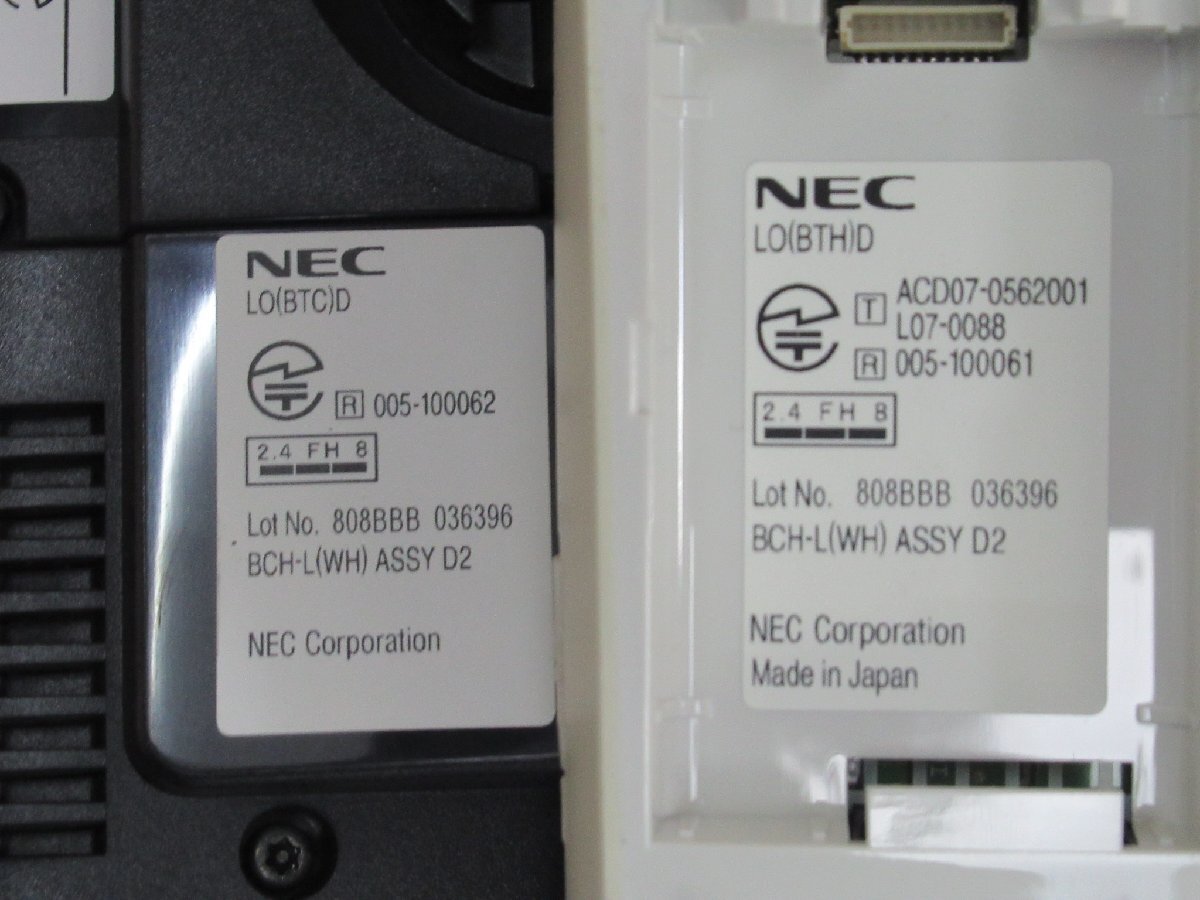 NEC
LO(BTC)D
R 005-100062
2.4 FH 8
Lot No. 808BBB 036396
BCH-L(WH) ASSY D2
NEC Corporation
NEC
LO(BTH)D
T ACD07-0562001
L07-0088
R 005-100061
2.4 FH 8
Lot No. 808BBB 036396
BCH-L(WH) ASSY D2
NEC Corporation
Made in Japan